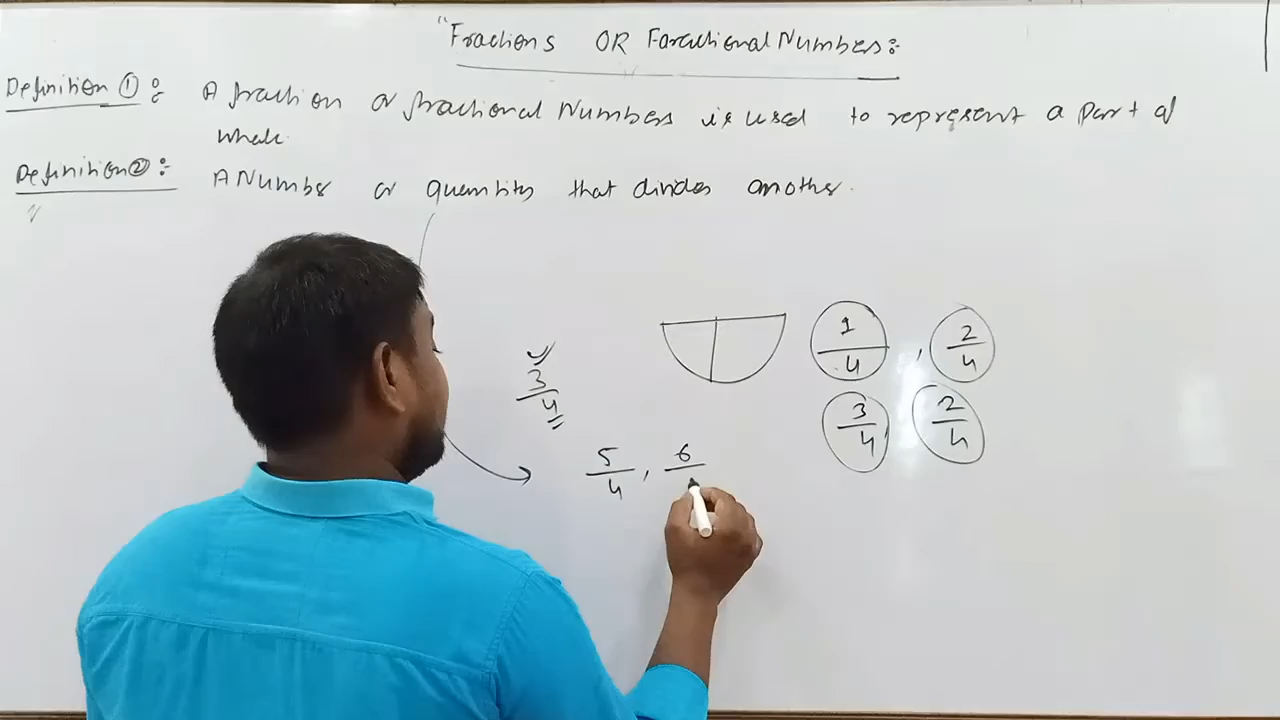 "Fractions OR Faractional Numbers:
Definition ① : A fraction or fractional Numbers is used to represent a part of
whole.
Definition ② : A Number or quantity that divides another.
1/4 , 2/4
3/4
3/4 2/4
5/4 , 6